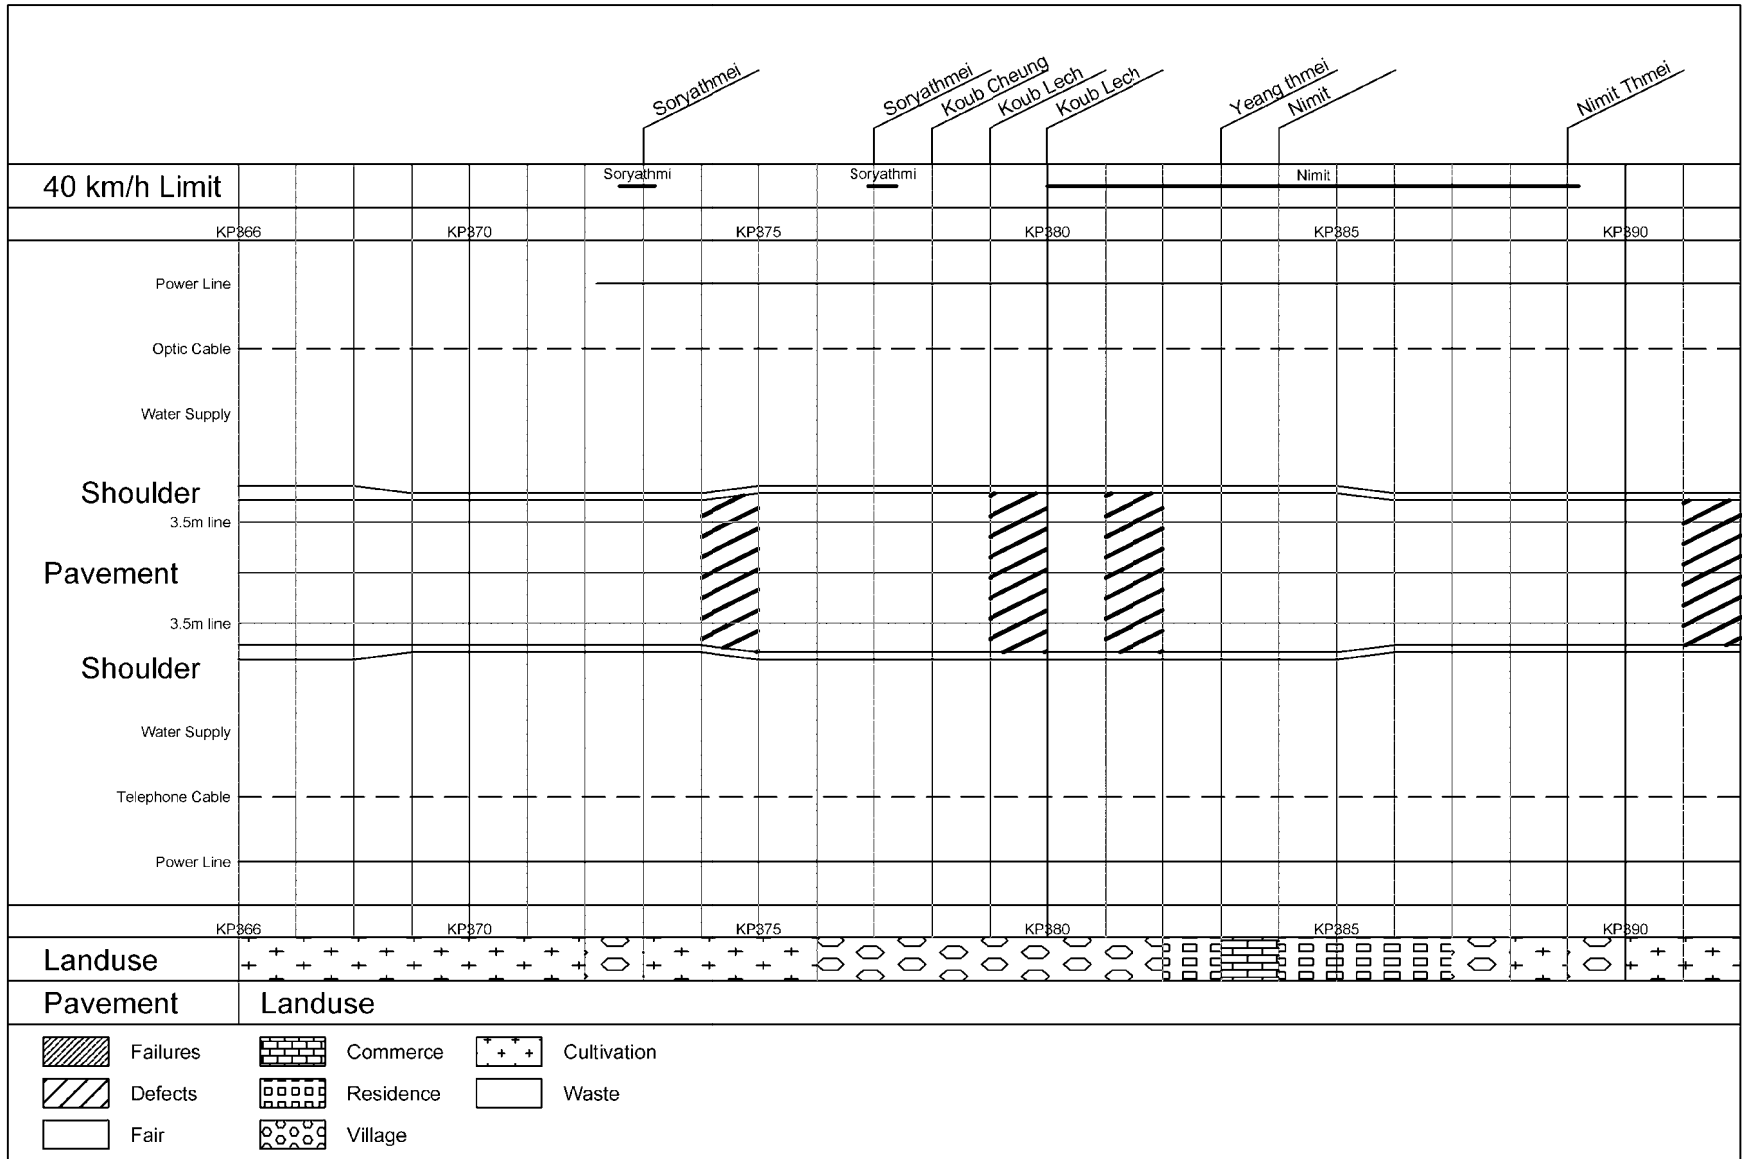 Soryathmei
Soryathmei
Koub Cheung
Koub Lech
Koub Lech
Yeang thmei
Nimit
Nimit Thmei
40 km/h Limit
Soryathmi
Soryathmi
Nimit
KP366
KP370
KP375
KP380
KP385
KP390
Power Line
Optic Cable
Water Supply
Shoulder
3.5m line
Pavement
3.5m line
Shoulder
Water Supply
Telephone Cable
Power Line
KP366
KP370
KP375
KP380
KP385
KP390
Landuse
Pavement
Landuse
Failures
Commerce
Cultivation
Defects
Residence
Waste
Fair
Village